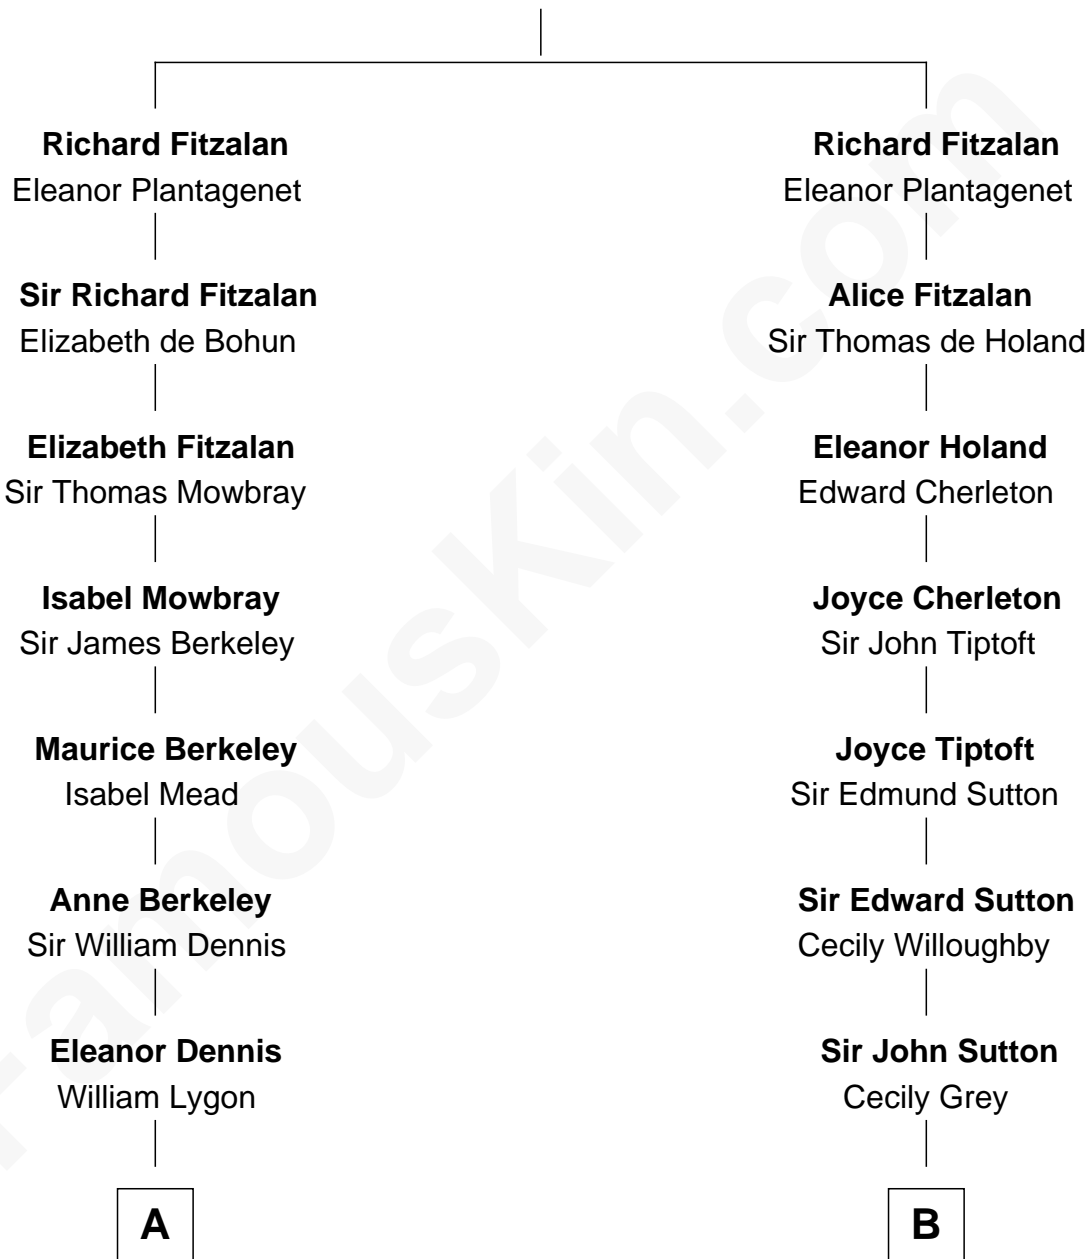 Richard Fitzalan
Eleanor Plantagenet
Sir Richard Fitzalan
Elizabeth de Bohun
Elizabeth Fitzalan
Sir Thomas Mowbray
Isabel Mowbray
Sir James Berkeley
Maurice Berkeley
Isabel Mead
Anne Berkeley
Sir William Dennis
Eleanor Dennis
William Lygon
A
Richard Fitzalan
Eleanor Plantagenet
Alice Fitzalan
Sir Thomas de Holand
Eleanor Holand
Edward Cherleton
Joyce Cherleton
Sir John Tiptoft
Joyce Tiptoft
Sir Edmund Sutton
Sir Edward Sutton
Cecily Willoughby
Sir John Sutton
Cecily Grey
B
FamousKin.com